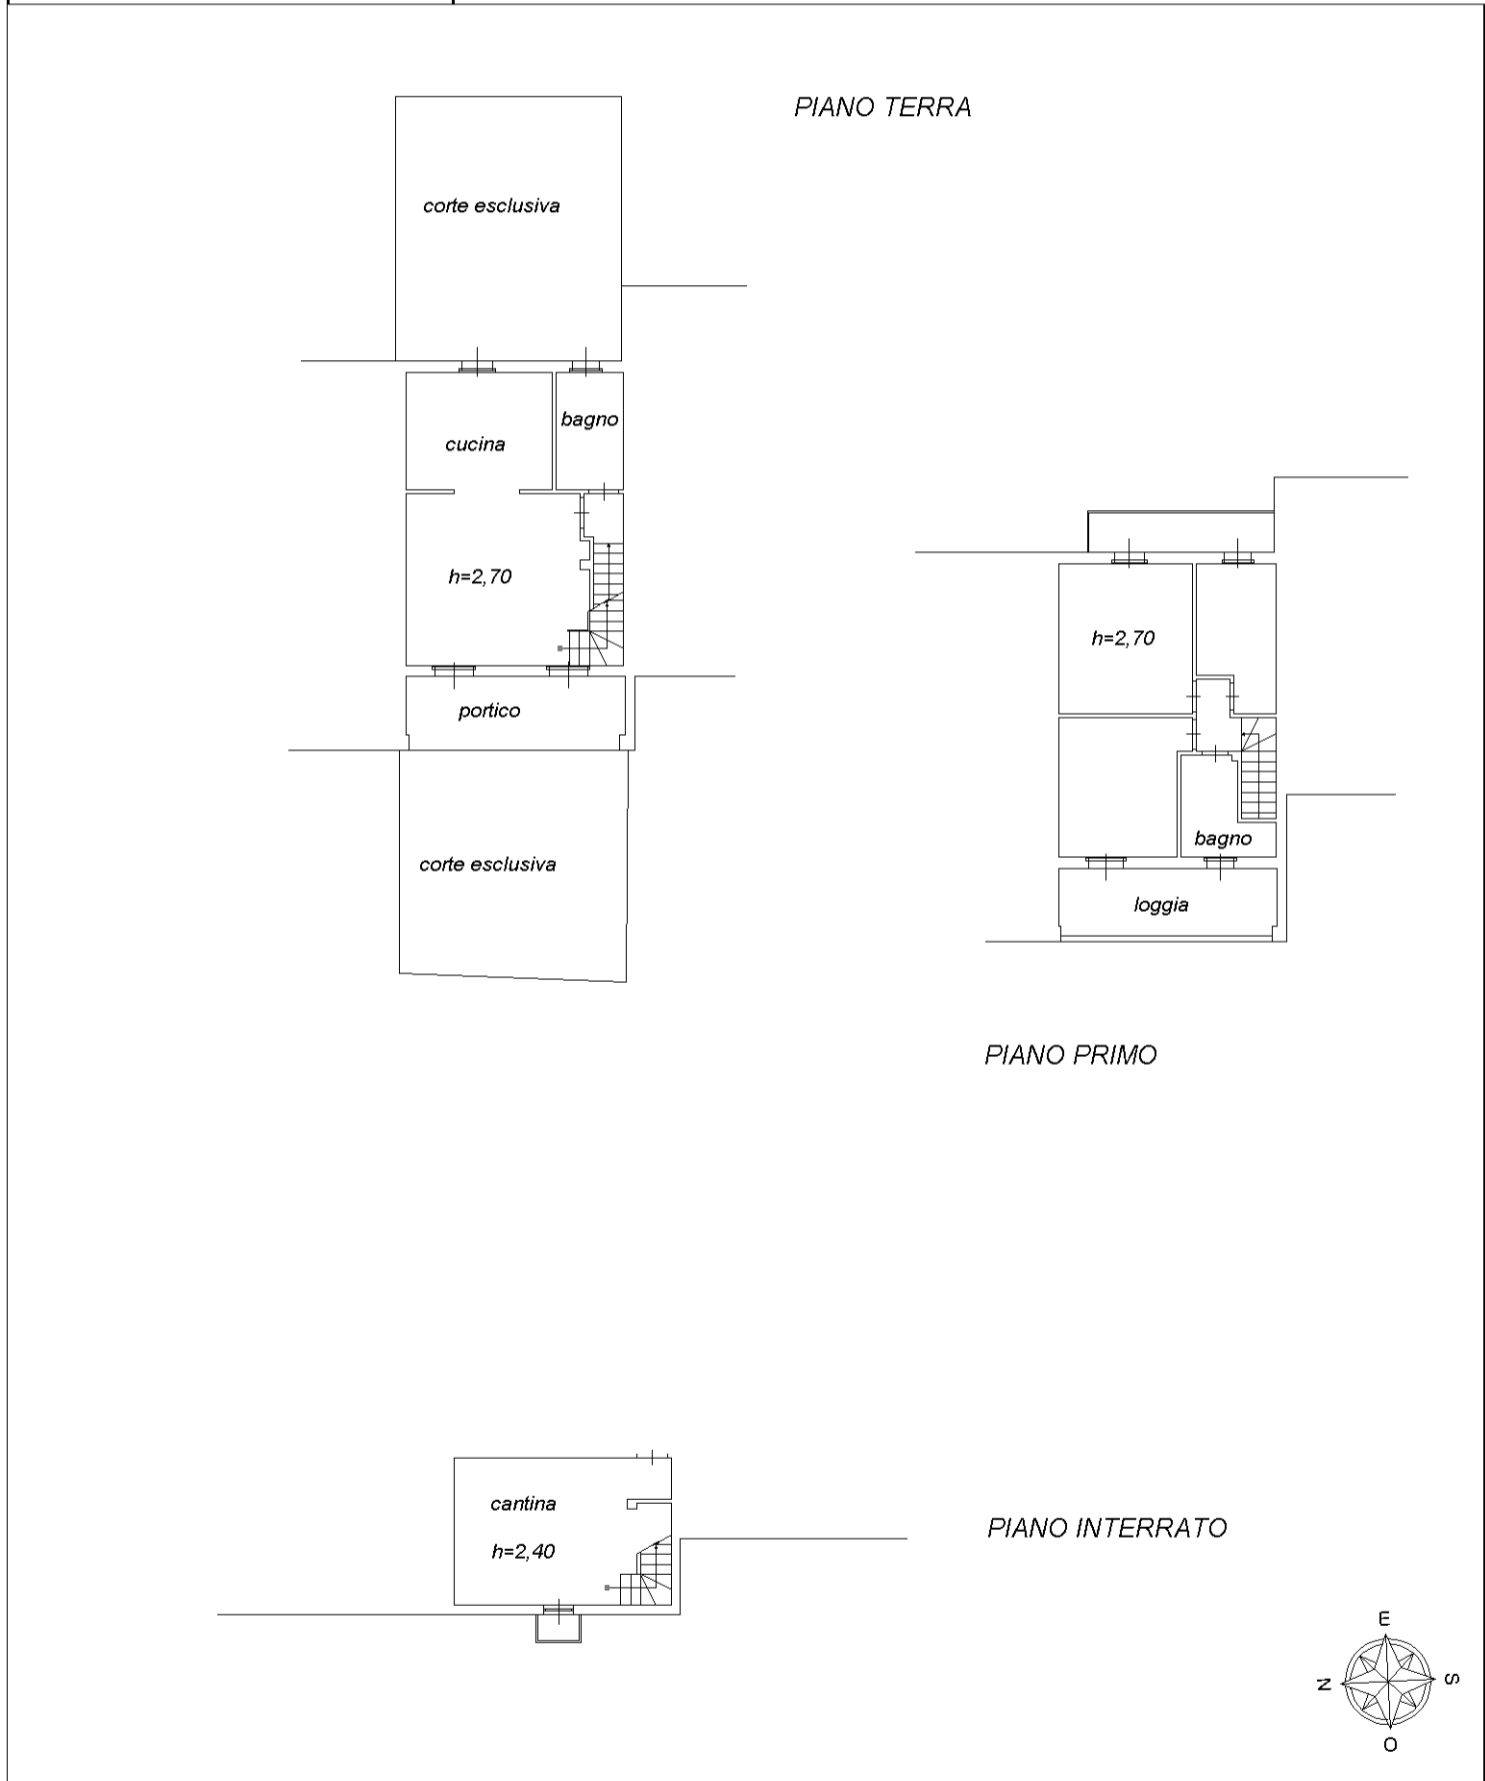 PIANO TERRA
corte esclusiva
bagno
cucina
h=2,70
portico
corte esclusiva
h=2,70
bagno
loggia
PIANO PRIMO
cantina
h=2,40
PIANO INTERRATO
E
N
S
O